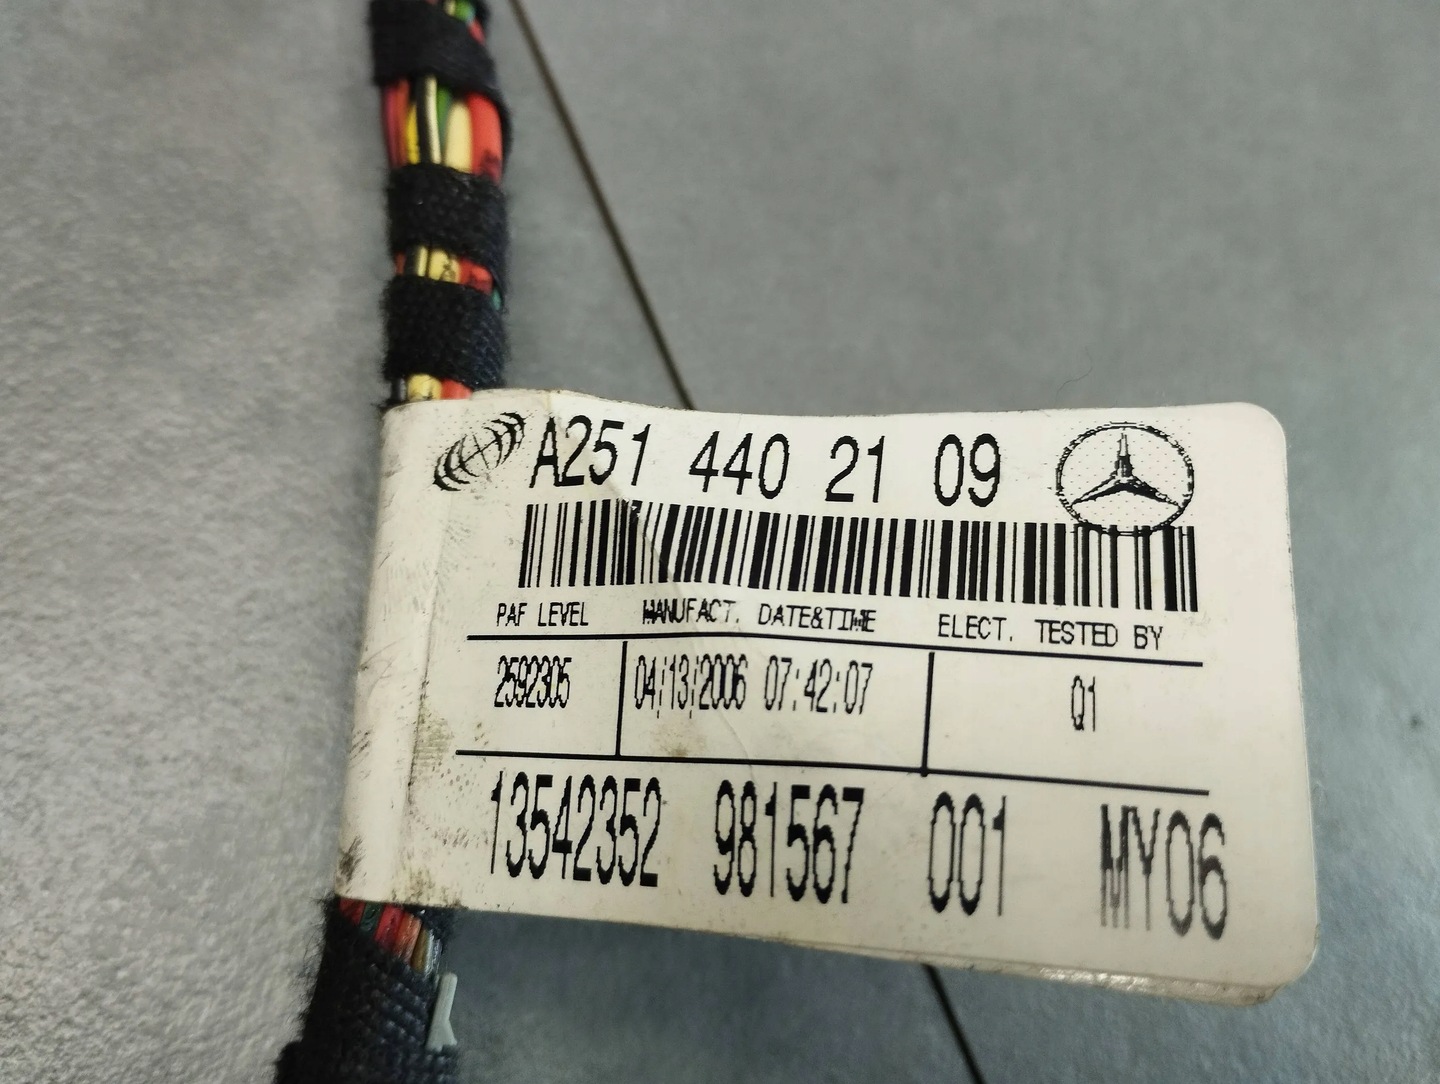 A251 440 21 09
PAF LEVEL MANUFACT. DATE&TIME ELECT. TESTED BY
2592305 04/13/2006 07:42:07 Q1
13542352 981567 001 MY06